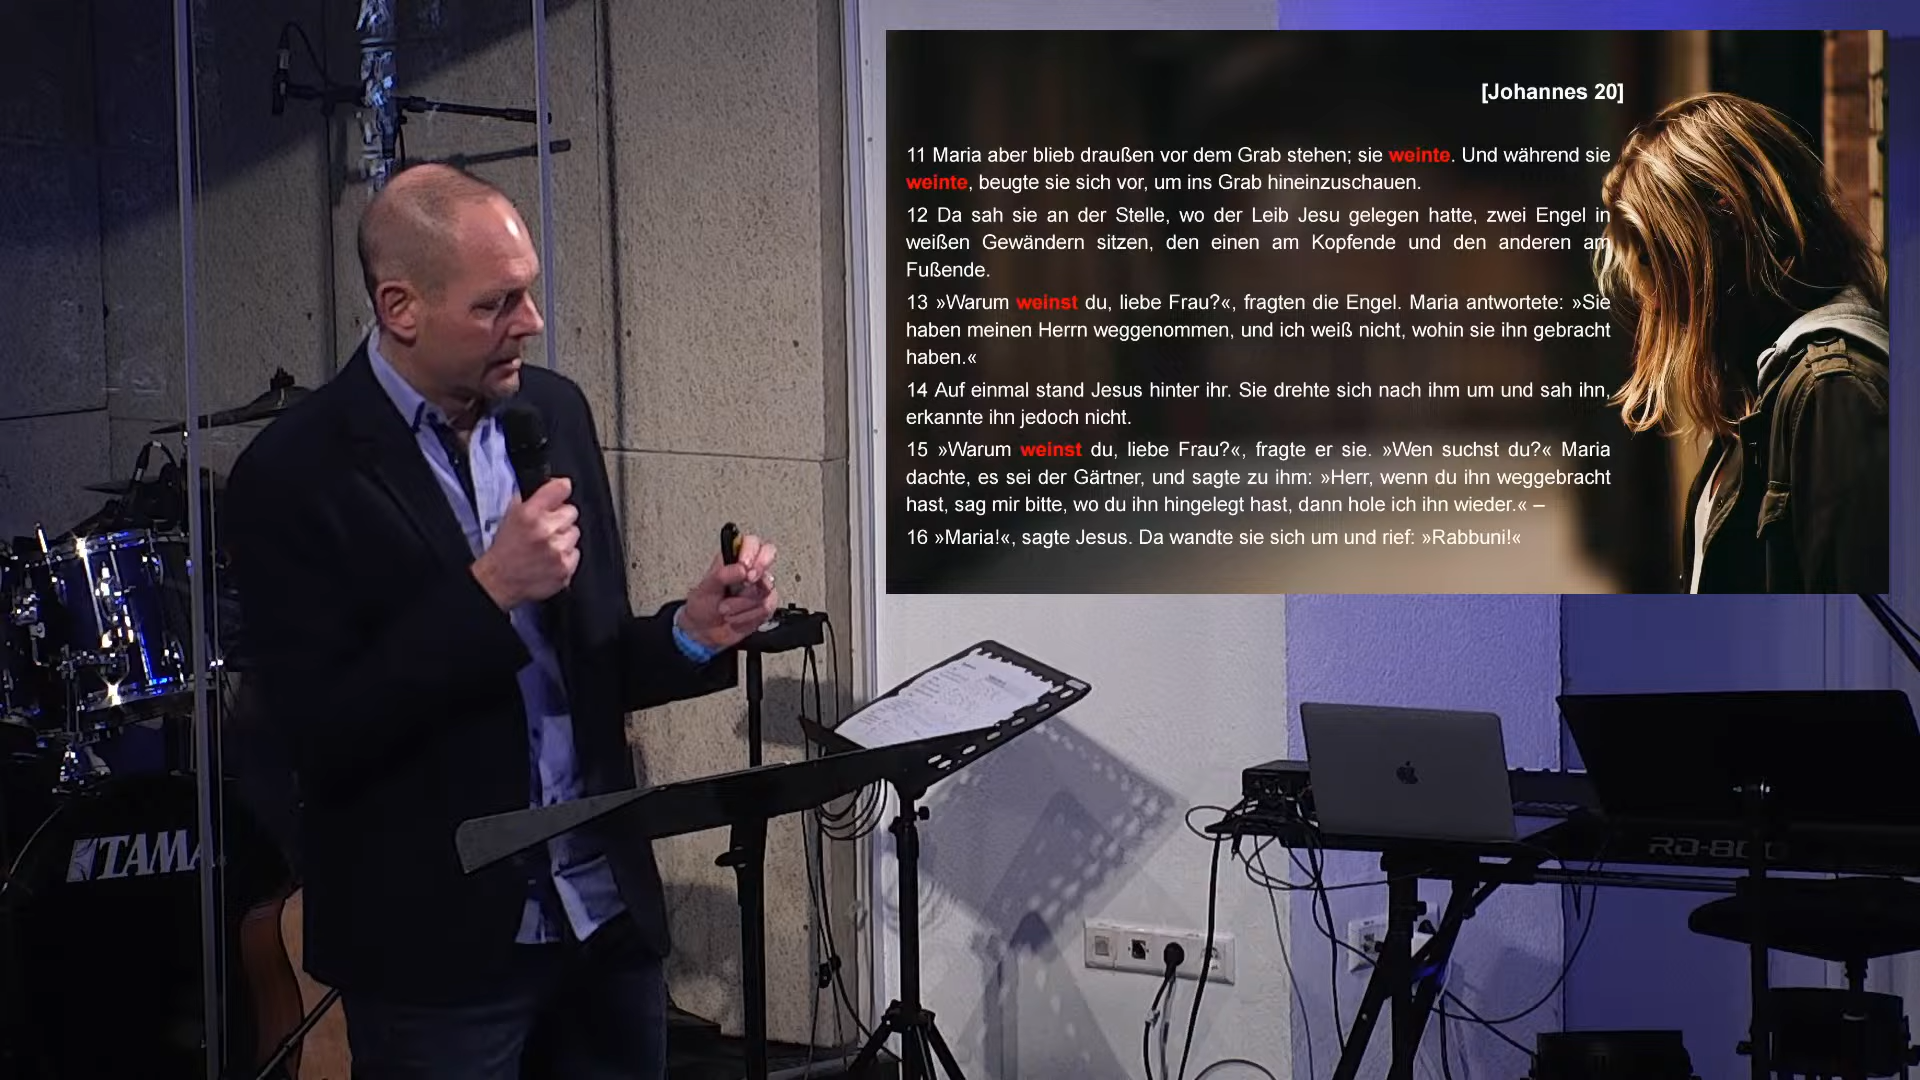 [Johannes 20]
11 Maria aber blieb draußen vor dem Grab stehen; sie weinte. Und während sie
weinte, beugte sie sich vor, um ins Grab hineinzuschauen.
12 Da sah sie an der Stelle, wo der Leib Jesu gelegen hatte, zwei Engel in
weißen Gewändern sitzen, den einen am Kopfende und den anderen am
Fußende.
13 »Warum weinst du, liebe Frau?«, fragten die Engel. Maria antwortete: »Sie
haben meinen Herrn weggenommen, und ich weiß nicht, wohin sie ihn gebracht
haben.«
14 Auf einmal stand Jesus hinter ihr. Sie drehte sich nach ihm um und sah ihn,
erkannte ihn jedoch nicht.
15 »Warum weinst du, liebe Frau?«, fragte er sie. »Wen suchst du?« Maria
dachte, es sei der Gärtner, und sagte zu ihm: »Herr, wenn du ihn weggebracht
hast, sag mir bitte, wo du ihn hingelegt hast, dann hole ich ihn wieder.« –
16 »Maria!«, sagte Jesus. Da wandte sie sich um und rief: »Rabbuni!«
TAMA
RD-800